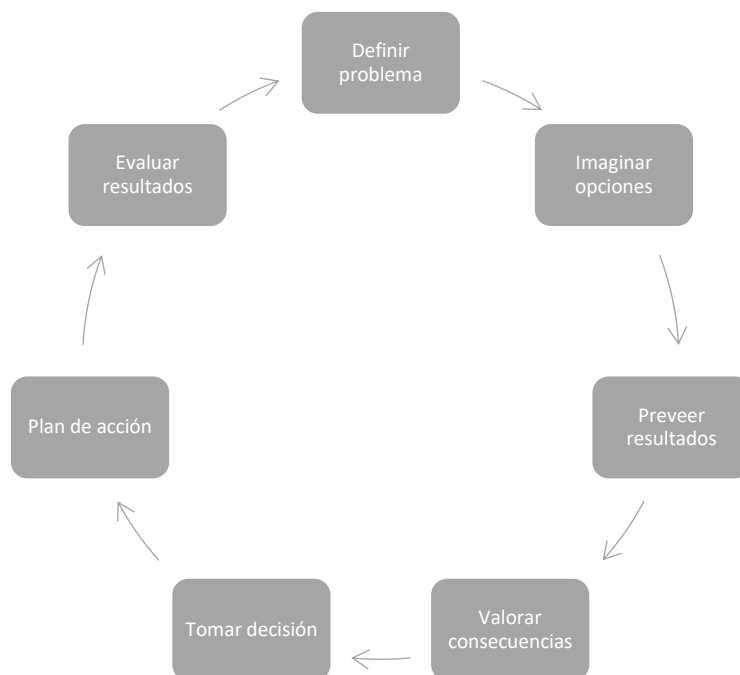 Definir
problema
Imaginar
opciones
Preveer
resultados
Valorar
consecuencias
Tomar decisión
Plan de acción
Evaluar
resultados